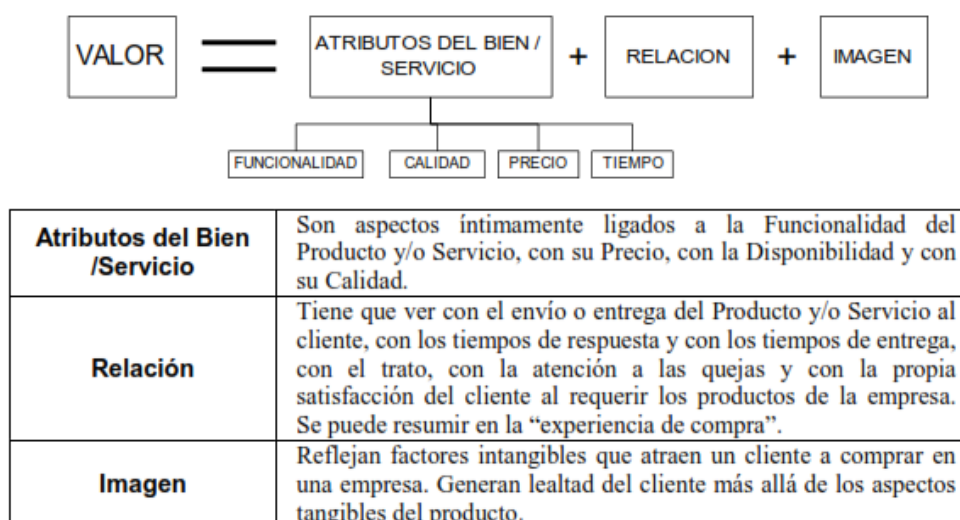 VALOR
ATRIBUTOS DEL BIEN /
SERVICIO
+
RELACION
+
IMAGEN
FUNCIONALIDAD
CALIDAD
PRECIO
TIEMPO
Atributos del Bien
/Servicio
Son aspectos íntimamente ligados a la Funcionalidad del
Producto y/o Servicio, con su Precio, con la Disponibilidad y con
su Calidad.
Relación
Tiene que ver con el envío o entrega del Producto y/o Servicio al
cliente, con los tiempos de respuesta y con los tiempos de entrega,
con el trato, con la atención a las quejas y con la propia
satisfacción del cliente al requerir los productos de la empresa.
Se puede resumir en la “experiencia de compra”.
Imagen
Reflejan factores intangibles que atraen un cliente a comprar en
una empresa. Generan lealtad del cliente más allá de los aspectos
tangibles del producto.